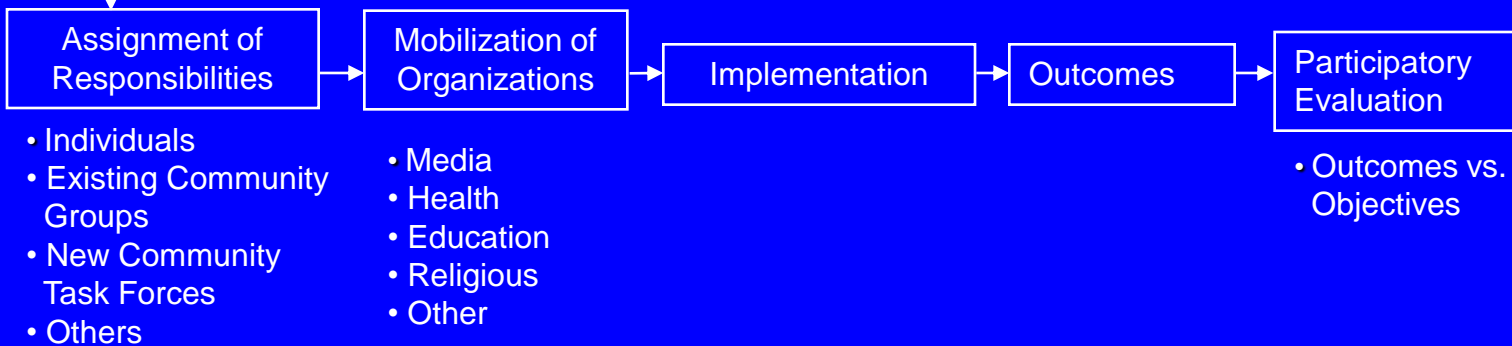 Assignment of
Responsibilities
• Individuals
• Existing Community
Groups
• New Community
Task Forces
• Others
Mobilization of
Organizations
• Media
• Health
• Education
• Religious
• Other
Implementation
Outcomes
Participatory
Evaluation
• Outcomes vs.
Objectives